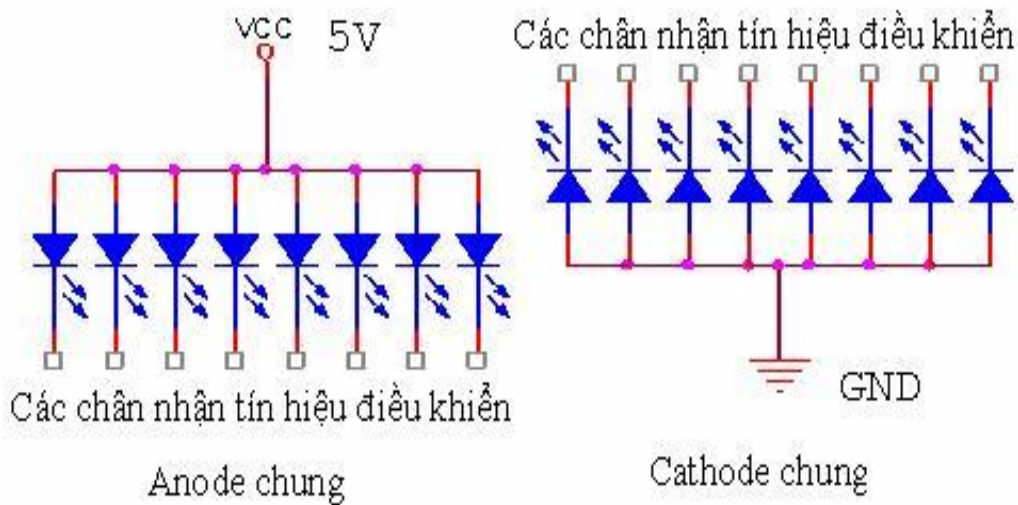 VCC 5V
Các chân nhận tín hiệu điều khiển
Anode chung
Các chân nhận tín hiệu điều khiển
GND
Cathode chung